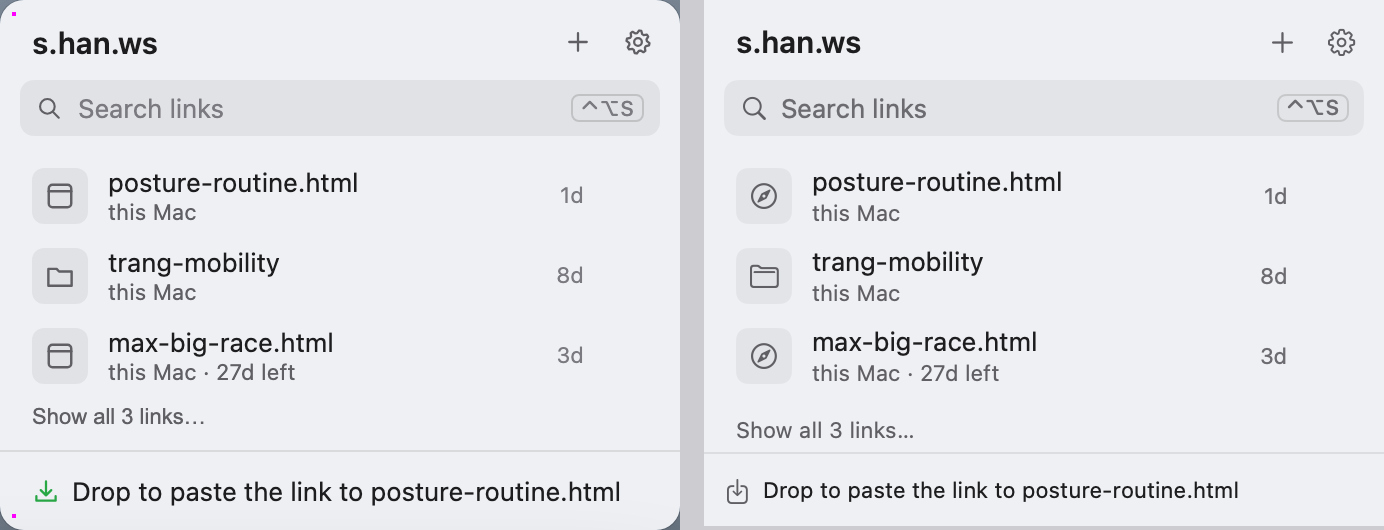 s.han.ws
Search links
^⌥S
posture-routine.html
1d
this Mac
trang-mobility
8d
this Mac
max-big-race.html
3d
this Mac · 27d left
Show all 3 links…
Drop to paste the link to posture-routine.html
s.han.ws
Search links
^⌥S
posture-routine.html
1d
this Mac
trang-mobility
8d
this Mac
max-big-race.html
3d
this Mac · 27d left
Show all 3 links…
Drop to paste the link to posture-routine.html